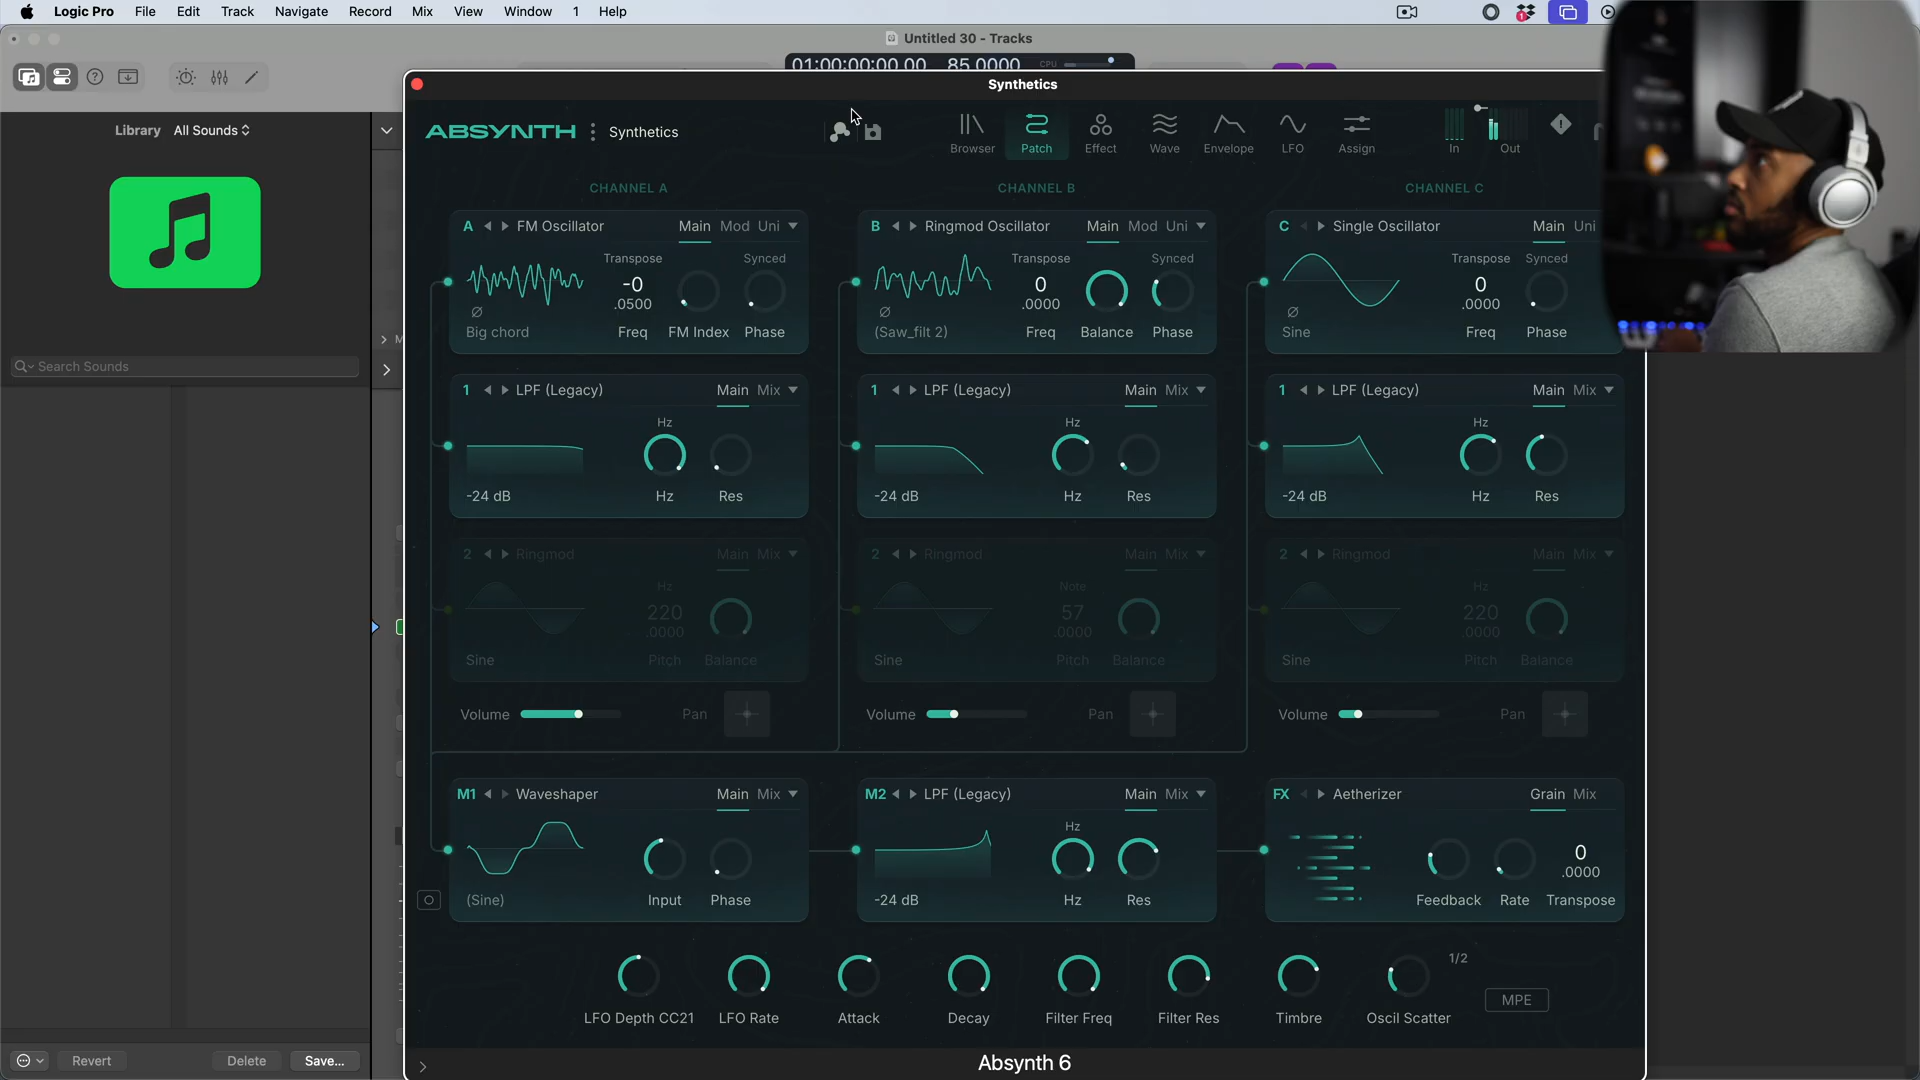 Logic Pro File Edit Track Navigate Record Mix View Window 1 Help
Untitled 30 - Tracks
01:00:00:00.00 85.0000 CPU
Synthetics
Library All Sounds
ABSYNTH Synthetics
Browser Patch Effect Wave Envelope LFO Assign In Out
CHANNEL A CHANNEL B CHANNEL C
A FM Oscillator Main Mod Uni
B Ringmod Oscillator Main Mod Uni
C Single Oscillator Main Uni
Transpose Synced
-0
.0500
Big chord Freq FM Index Phase
Transpose Synced
0
.0000
(Saw_filt 2) Freq Balance Phase
Transpose Synced
0
.0000
Sine Freq Phase
Search Sounds
1 LPF (Legacy) Main Mix
Hz
-24 dB Hz Res
1 LPF (Legacy) Main Mix
Hz
-24 dB Hz Res
1 LPF (Legacy) Main Mix
Hz
-24 dB Hz Res
2 Ringmod Main Mix
Hz
220
.0000
Sine Pitch Balance
2 Ringmod Main Mix
Note
57
.0000
Sine Pitch Balance
2 Ringmod Main Mix
Hz
220
.0000
Sine Pitch Balance
Volume Pan
Volume Pan
Volume Pan
M1 Waveshaper Main Mix
(Sine) Input Phase
M2 LPF (Legacy) Main Mix
Hz
-24 dB Hz Res
FX Aetherizer Grain Mix
0
.0000
Feedback Rate Transpose
1/2
MPE
LFO Depth CC21 LFO Rate Attack Decay Filter Freq Filter Res Timbre Oscil Scatter
Revert Delete Save...
Absynth 6